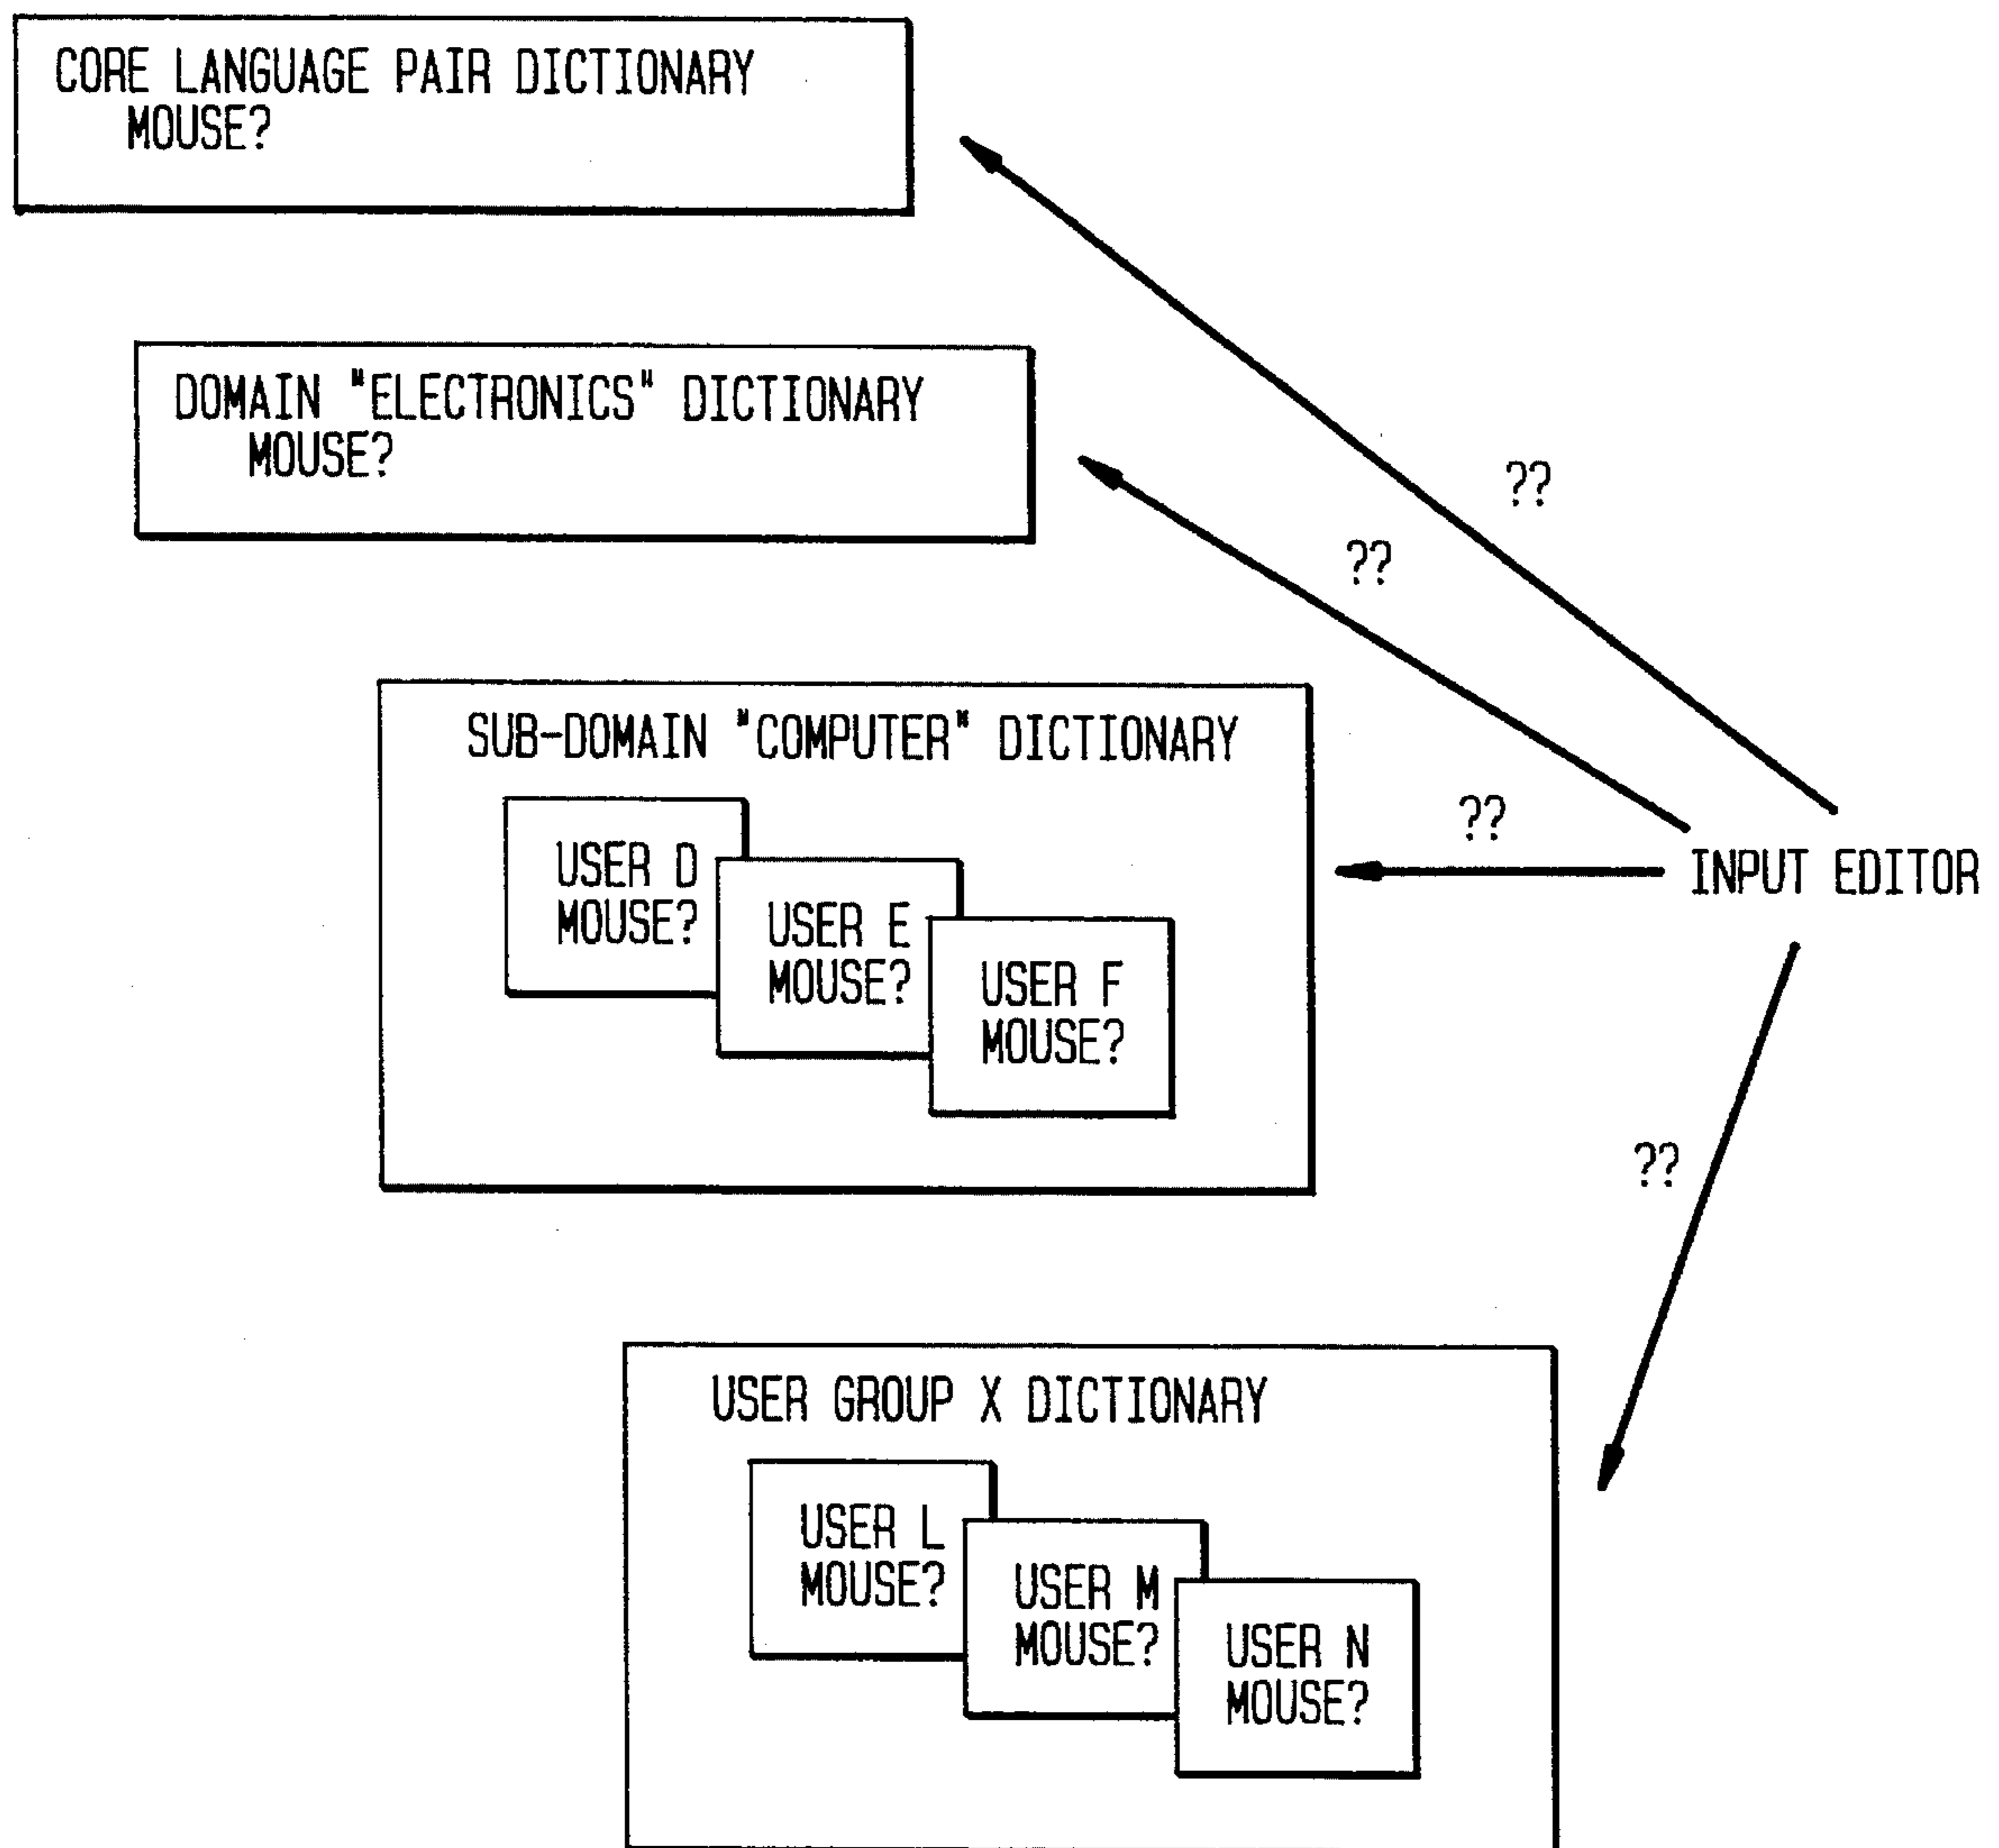 CORE LANGUAGE PAIR DICTIONARY
MOUSE?
DOMAIN "ELECTRONICS" DICTIONARY
MOUSE?
??
??
SUB-DOMAIN "COMPUTER" DICTIONARY
USER D
MOUSE?
USER E
MOUSE?
USER F
MOUSE?
??
INPUT EDITOR
??
USER GROUP X DICTIONARY
USER L
MOUSE?
USER M
MOUSE?
USER N
MOUSE?